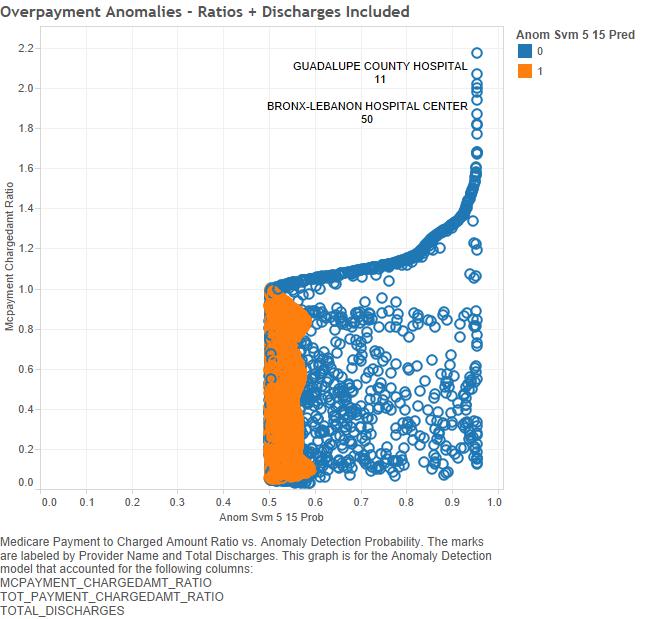 Overpayment Anomalies - Ratios + Discharges Included
Anom Svm 5 15 Pred
0
1
2.2
2.0
1.8
1.6
1.4
1.2
1.0
0.8
0.6
0.4
0.2
0.0
Mcpayment Chargedamt Ratio
GUADALUPE COUNTY HOSPITAL
11
BRONX-LEBANON HOSPITAL CENTER
50
0.0 0.1 0.2 0.3 0.4 0.5 0.6 0.7 0.8 0.9 1.0
Anom Svm 5 15 Prob
Medicare Payment to Charged Amount Ratio vs. Anomaly Detection Probability. The marks
are labeled by Provider Name and Total Discharges. This graph is for the Anomaly Detection
model that accounted for the following columns:
MCPAYMENT_CHARGEDAMT_RATIO
TOT_PAYMENT_CHARGEDAMT_RATIO
TOTAL_DISCHARGES